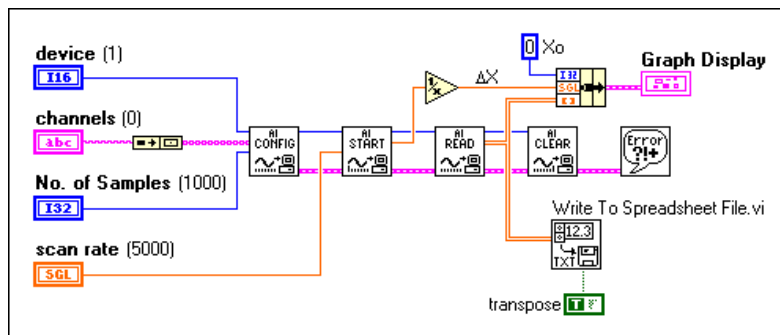 device (1)
I16
channels (0)
abc
No. of Samples (1000)
I32
scan rate (5000)
SGL
AI
CONFIG
AI
START
1/x
ΔX
AI
READ
0 Xo
I32
SGL
Graph Display
AI
CLEAR
Error
?!+
Write To Spreadsheet File.vi
12.3
TXT
transpose T F